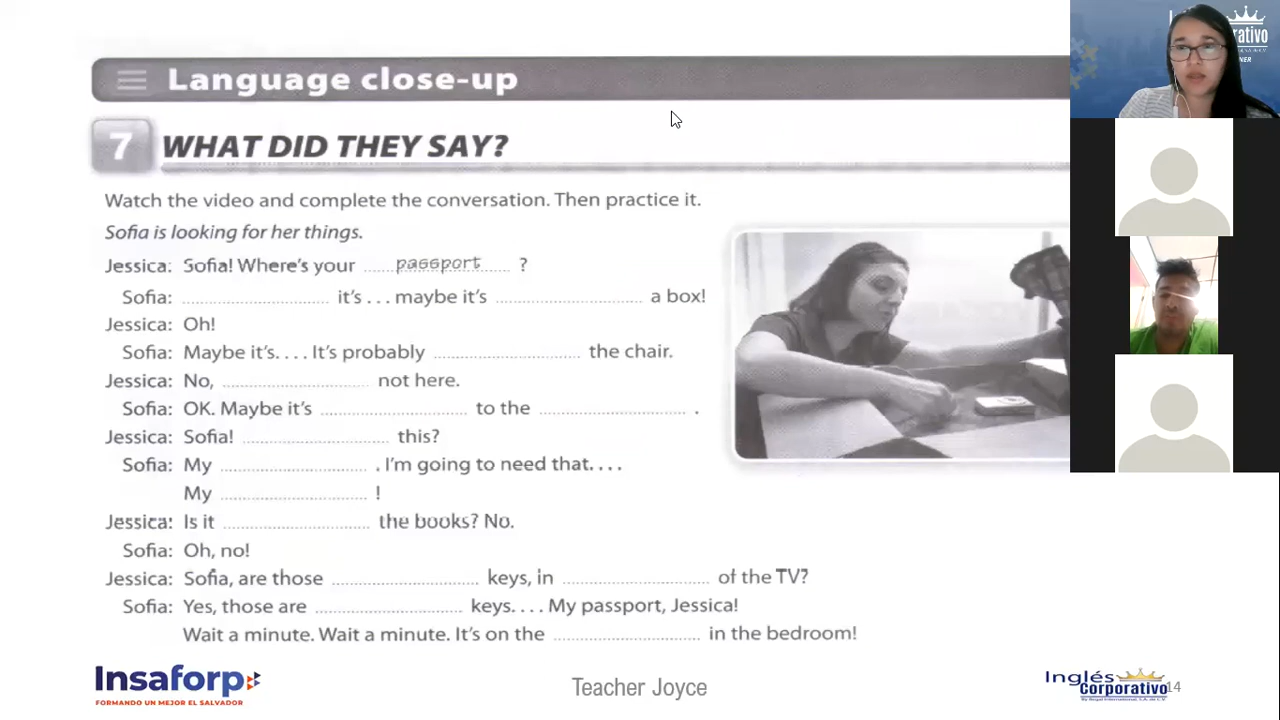 Language close-up
7 WHAT DID THEY SAY?
Watch the video and complete the conversation. Then practice it.
Sofia is looking for her things.
Jessica: Sofia! Where's your passport ?
Sofia: it's . . . maybe it's a box!
Jessica: Oh!
Sofia: Maybe it's. . . . It's probably the chair.
Jessica: No, not here.
Sofia: OK. Maybe it's to the .
Jessica: Sofia! this?
Sofia: My . I'm going to need that. . . .
My !
Jessica: Is it the books? No.
Sofia: Oh, no!
Jessica: Sofia, are those keys, in of the TV?
Sofia: Yes, those are keys. . . . My passport, Jessica!
Wait a minute. Wait a minute. It's on the in the bedroom!
Insaforp
FORMANDO UN MEJOR EL SALVADOR
Teacher Joyce
Inglés
Corporativo
14